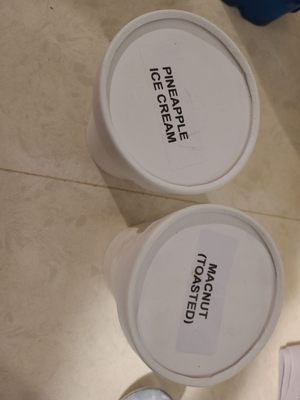 PINEAPPLE
ICE CREAM
MACNUT
(TOASTED)